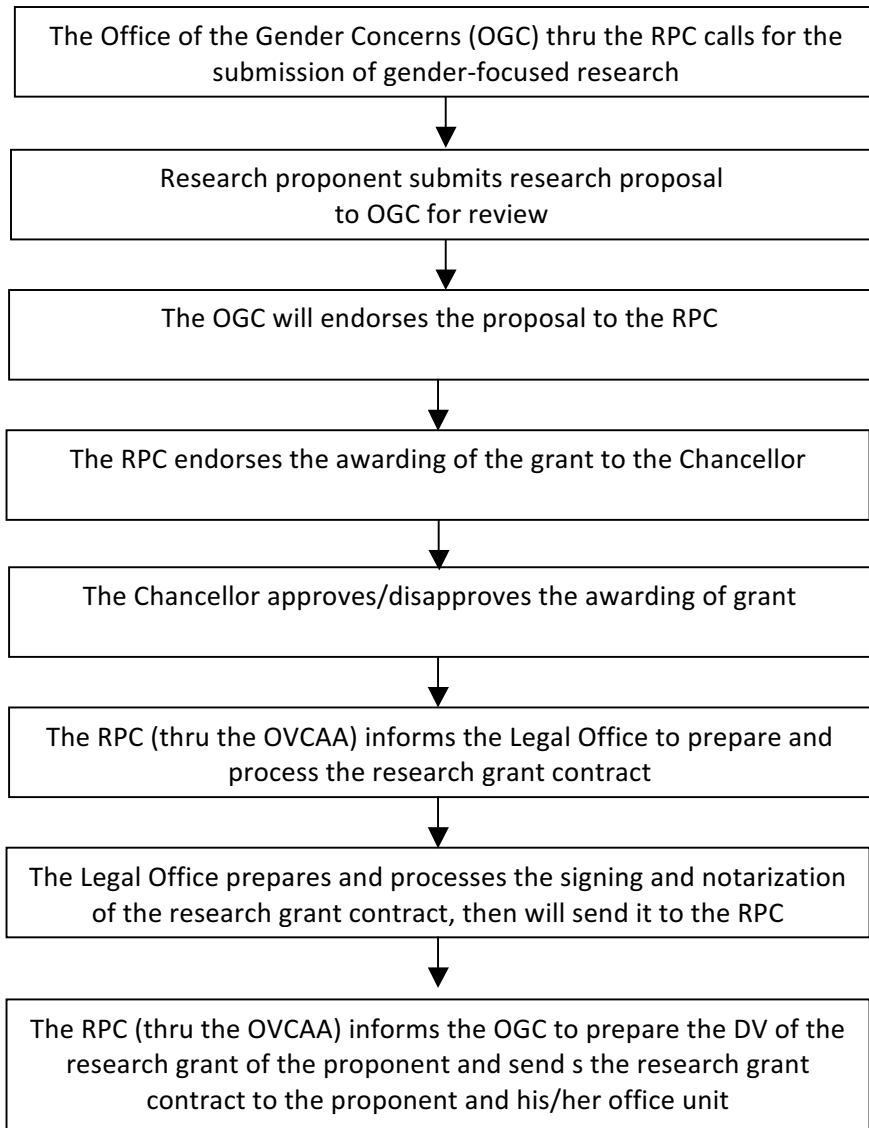 The Office of the Gender Concerns (OGC) thru the RPC calls for the
submission of gender-focused research
Research proponent submits research proposal
to OGC for review
The OGC will endorses the proposal to the RPC
The RPC endorses the awarding of the grant to the Chancellor
The Chancellor approves/disapproves the awarding of grant
The RPC (thru the OVCAA) informs the Legal Office to prepare and
process the research grant contract
The Legal Office prepares and processes the signing and notarization
of the research grant contract, then will send it to the RPC
The RPC (thru the OVCAA) informs the OGC to prepare the DV of the
research grant of the proponent and send s the research grant
contract to the proponent and his/her office unit